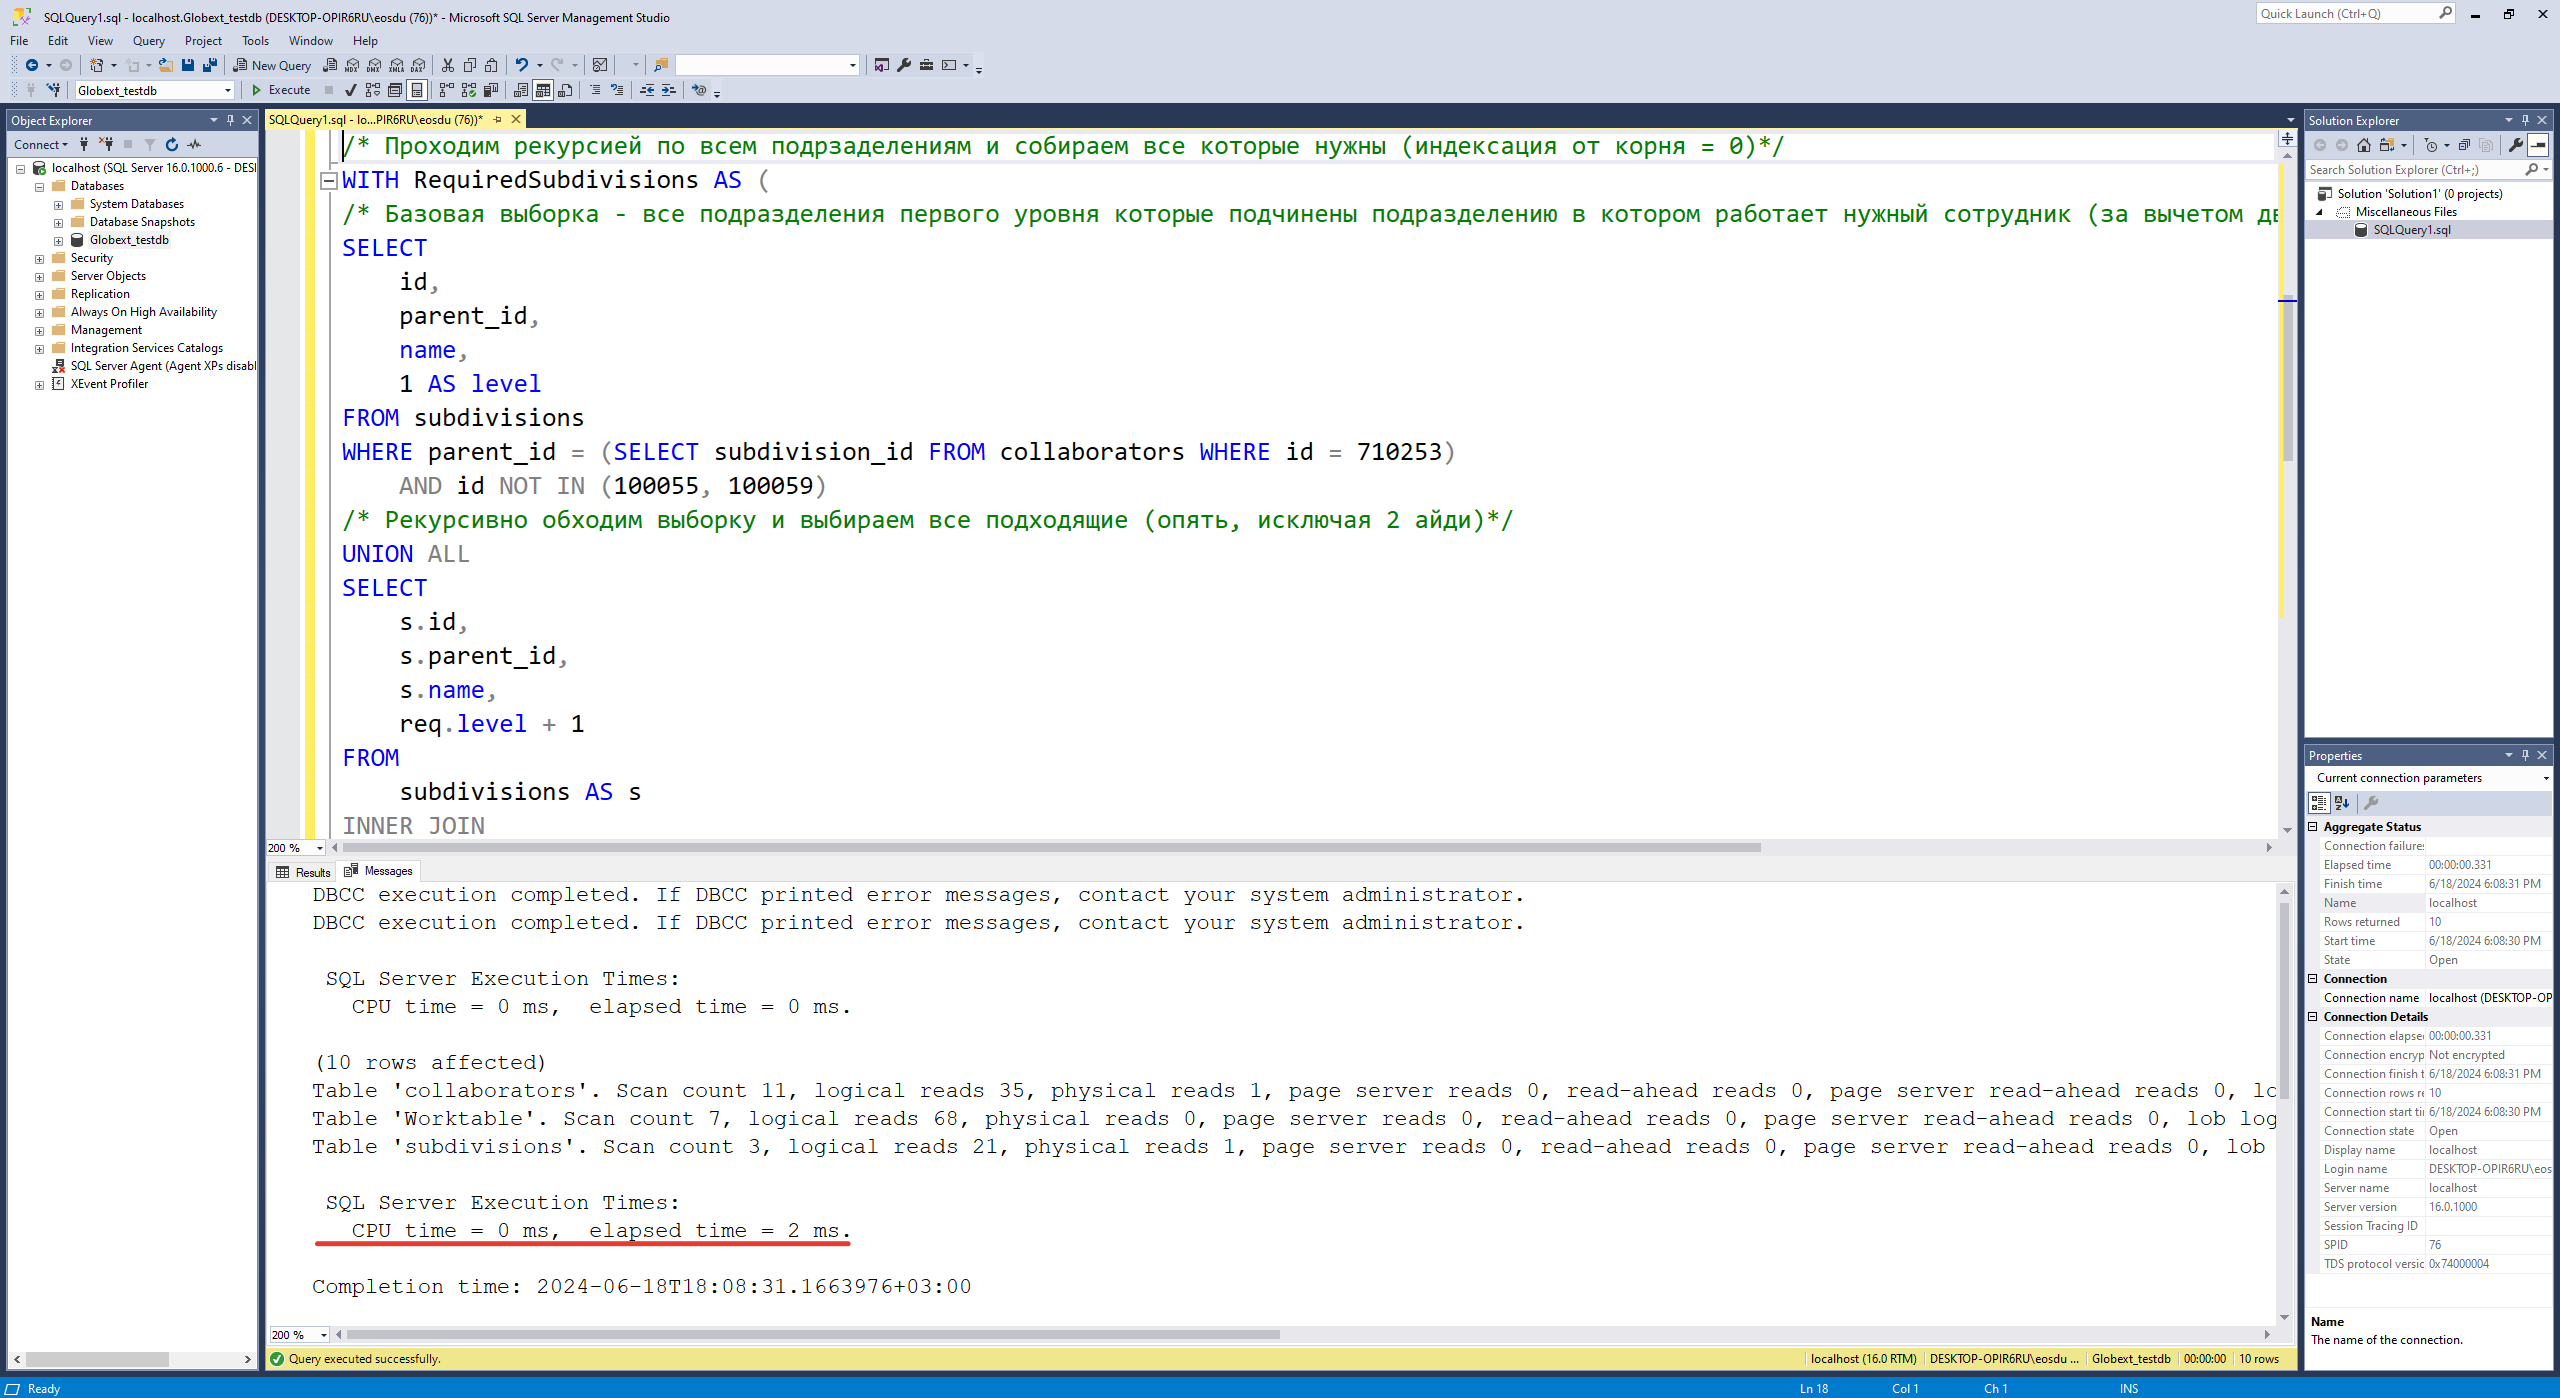 SQLQuery1.sql - localhost.Globext_testdb (DESKTOP-OPIR6RU\eosdu (76))* - Microsoft SQL Server Management Studio
Quick Launch (Ctrl+Q)
File Edit View Query Project Tools Window Help
New Query
Globext_testdb
Execute
Object Explorer
Connect
localhost (SQL Server 16.0.1000.6 - DESI
Databases
System Databases
Database Snapshots
Globext_testdb
Security
Server Objects
Replication
Always On High Availability
Management
Integration Services Catalogs
SQL Server Agent (Agent XPs disabl
XEvent Profiler
SQLQuery1.sql - lo...PIR6RU\eosdu (76))*
/* Проходим рекурсией по всем подрзаделениям и собираем все которые нужны (индексация от корня = 0)*/
WITH RequiredSubdivisions AS (
/* Базовая выборка - все подразделения первого уровня которые подчинены подразделению в котором работает нужный сотрудник (за вычетом дв
SELECT
id,
parent_id,
name,
1 AS level
FROM subdivisions
WHERE parent_id = (SELECT subdivision_id FROM collaborators WHERE id = 710253)
AND id NOT IN (100055, 100059)
/* Рекурсивно обходим выборку и выбираем все подходящие (опять, исключая 2 айди)*/
UNION ALL
SELECT
s.id,
s.parent_id,
s.name,
req.level + 1
FROM
subdivisions AS s
INNER JOIN
200 %
Results Messages
DBCC execution completed. If DBCC printed error messages, contact your system administrator.
DBCC execution completed. If DBCC printed error messages, contact your system administrator.
SQL Server Execution Times:
CPU time = 0 ms, elapsed time = 0 ms.
(10 rows affected)
Table 'collaborators'. Scan count 11, logical reads 35, physical reads 1, page server reads 0, read-ahead reads 0, page server read-ahead reads 0, lo
Table 'Worktable'. Scan count 7, logical reads 68, physical reads 0, page server reads 0, read-ahead reads 0, page server read-ahead reads 0, lob log
Table 'subdivisions'. Scan count 3, logical reads 21, physical reads 1, page server reads 0, read-ahead reads 0, page server read-ahead reads 0, lob
SQL Server Execution Times:
CPU time = 0 ms, elapsed time = 2 ms.
Completion time: 2024-06-18T18:08:31.1663976+03:00
200 %
Query executed successfully.
localhost (16.0 RTM) DESKTOP-OPIR6RU\eosdu ... Globext_testdb 00:00:00 10 rows
Solution Explorer
Search Solution Explorer (Ctrl+;)
Solution 'Solution1' (0 projects)
Miscellaneous Files
SQLQuery1.sql
Properties
Current connection parameters
Aggregate Status
Connection failures
Elapsed time 00:00:00.331
Finish time 6/18/2024 6:08:31 PM
Name localhost
Rows returned 10
Start time 6/18/2024 6:08:30 PM
State Open
Connection
Connection name localhost (DESKTOP-OP
Connection Details
Connection elapse 00:00:00.331
Connection encryp Not encrypted
Connection finish t 6/18/2024 6:08:31 PM
Connection rows re 10
Connection start ti 6/18/2024 6:08:30 PM
Connection state Open
Display name localhost
Login name DESKTOP-OPIR6RU\eos
Server name localhost
Server version 16.0.1000
Session Tracing ID
SPID 76
TDS protocol versic 0x74000004
Name
The name of the connection.
Ready
Ln 18 Col 1 Ch 1 INS